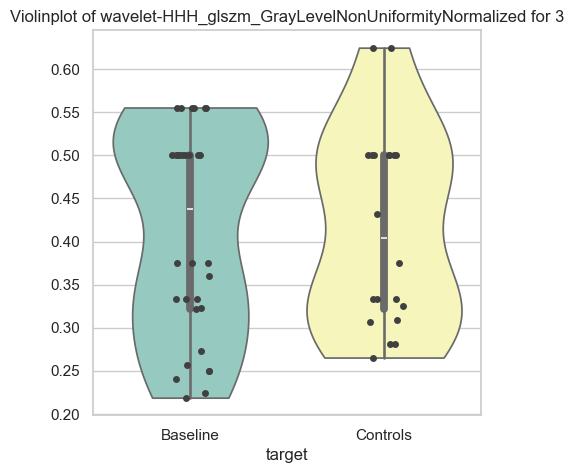 Violinplot of wavelet-HHH_glszm_GrayLevelNonUniformityNormalized for 3
0.60
0.55
0.50
0.45
0.40
0.35
0.30
0.25
0.20
Baseline
Controls
target